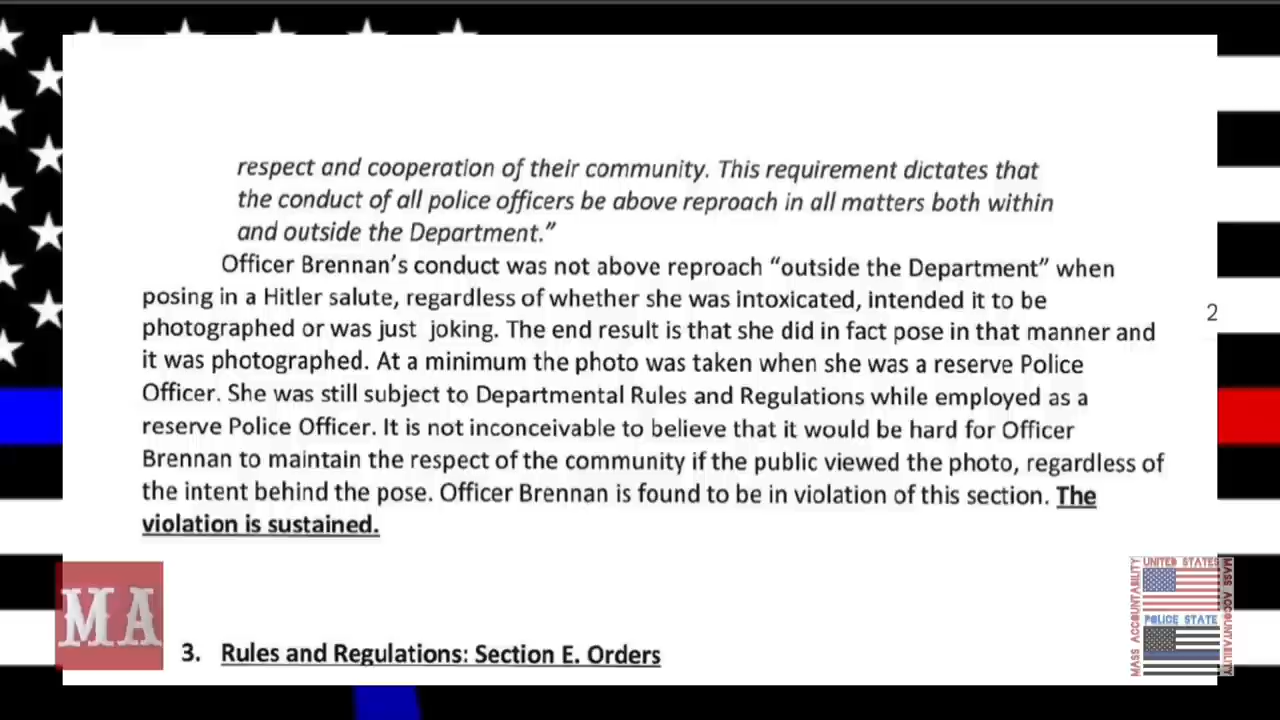 respect and cooperation of their community. This requirement dictates that
the conduct of all police officers be above reproach in all matters both within
and outside the Department.”
Officer Brennan’s conduct was not above reproach “outside the Department” when
posing in a Hitler salute, regardless of whether she was intoxicated, intended it to be
photographed or was just joking. The end result is that she did in fact pose in that manner and
it was photographed. At a minimum the photo was taken when she was a reserve Police
Officer. She was still subject to Departmental Rules and Regulations while employed as a
reserve Police Officer. It is not inconceivable to believe that it would be hard for Officer
Brennan to maintain the respect of the community if the public viewed the photo, regardless of
the intent behind the pose. Officer Brennan is found to be in violation of this section. The
violation is sustained.
2
3. Rules and Regulations: Section E. Orders
MA
UNITED STATES
MASS ACCOUNTABILITY
POLICE STATE
MASS ACCOUNTABILITY